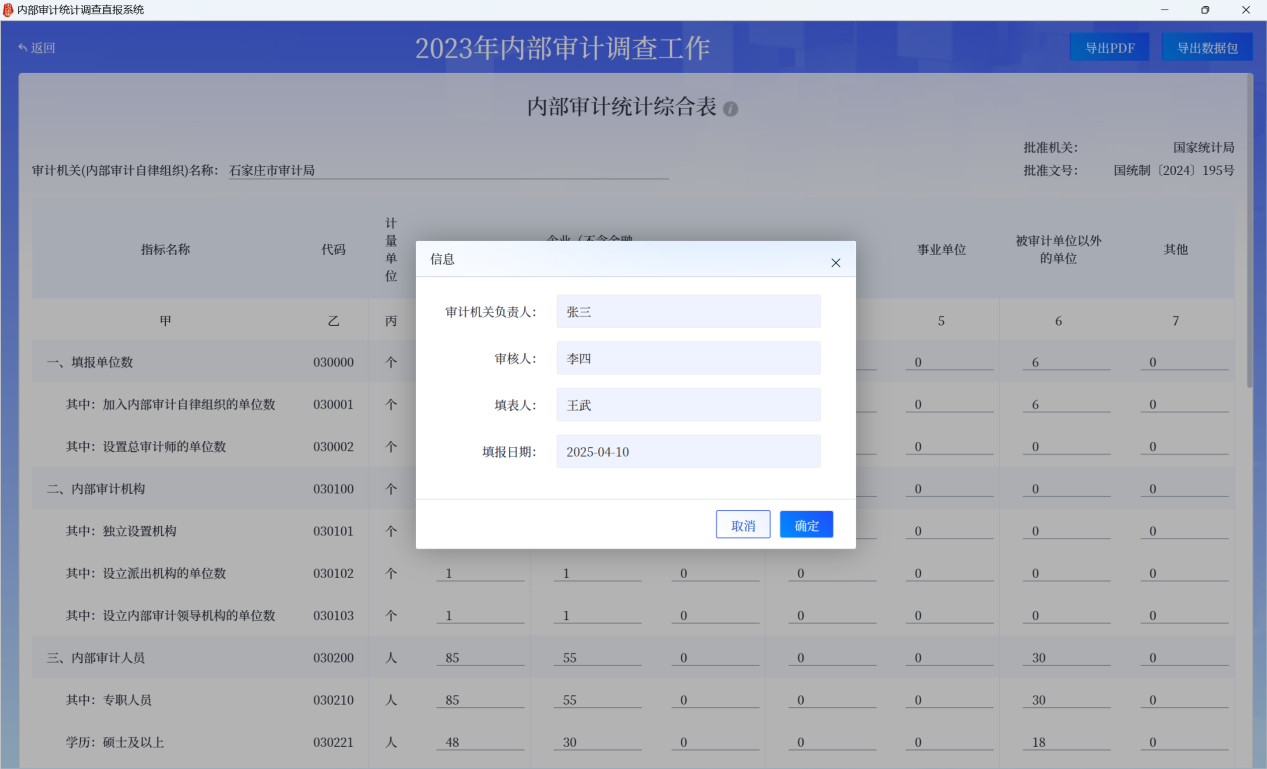 内部审计统计调查直报系统
返回
2023年内部审计调查工作
导出PDF
导出数据包
内部审计统计综合表
批准机关: 国家统计局
审计机关(内部审计自律组织)名称: 石家庄市审计局
批准文号: 国统制〔2024〕195号
指标名称 代码 计量单位 事业单位 被审计单位以外的单位 其他
甲 乙 丙 5 6 7
一、填报单位数 030000 个 0 6 0
其中: 加入内部审计自律组织的单位数 030001 个 0 6 0
其中: 设置总审计师的单位数 030002 个 0 0 0
二、内部审计机构 030100 个 0 0 0
其中: 独立设置机构 030101 个 0 0 0
其中: 设立派出机构的单位数 030102 个 1 1 0 0 0 0 0
其中: 设立内部审计领导机构的单位数 030103 个 1 1 0 0 0 0 0
三、内部审计人员 030200 人 85 55 0 0 0 30 0
其中: 专职人员 030210 人 85 55 0 0 0 30 0
学历: 硕士及以上 030221 人 48 30 0 0 0 18 0
信息
审计机关负责人: 张三
审核人: 李四
填表人: 王武
填报日期: 2025-04-10
取消
确定